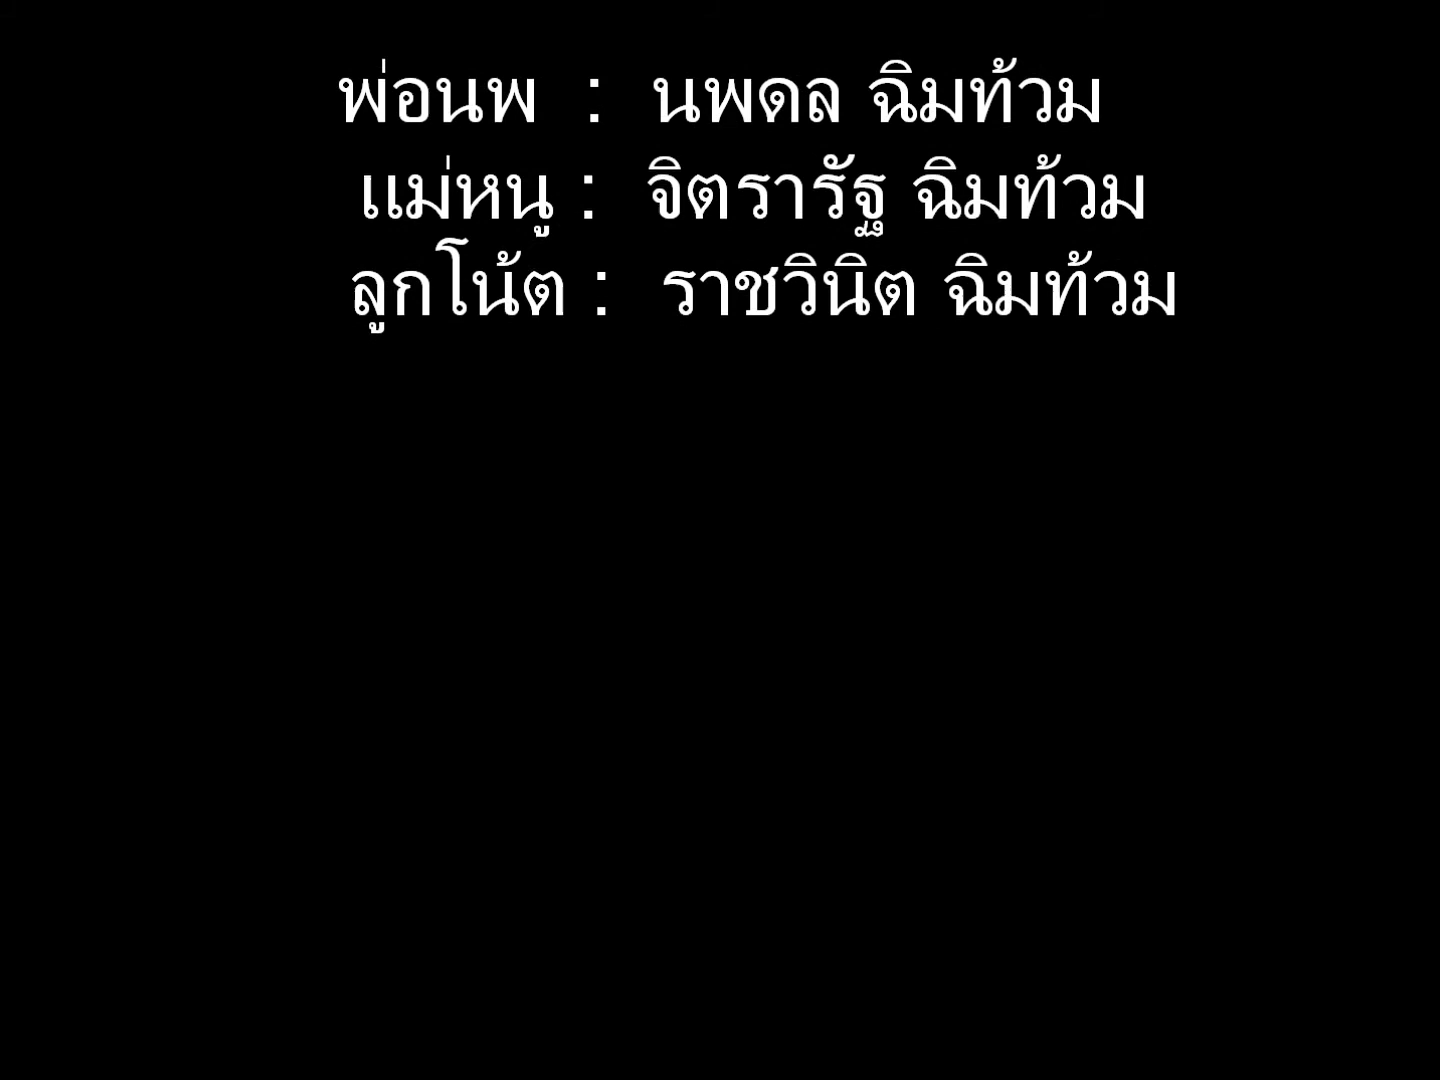 พ่อนพ : นพดล ฉิมท้วม
แม่หนู : จิตรารัฐ ฉิมท้วม
ลูกโน้ต : ราชวินิต ฉิมท้วม